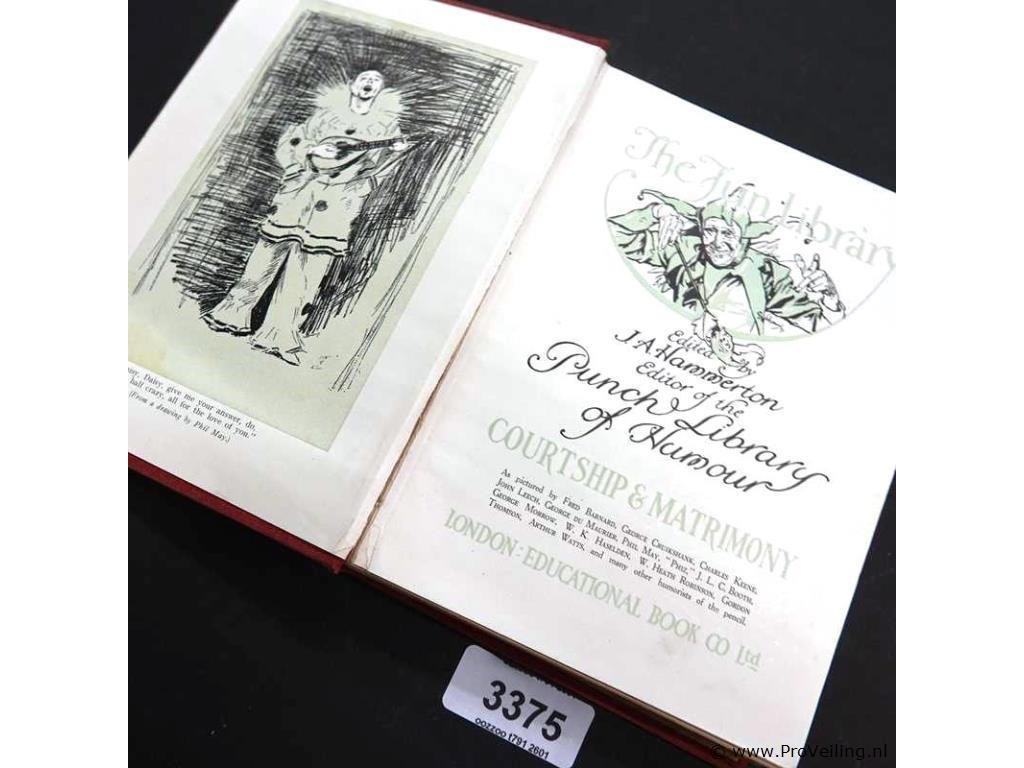 Daisy, give me your answer, do,
half crazy, all for the love of you."
(From a drawing by Phil May.)
The Fun Library
Edited by
J.A. Hammerton
Editor of the
Punch Library
of Humour
COURTSHIP & MATRIMONY
As pictured by FRED BARNARD, GEORGE CRUIKSHANK, CHARLES KEENE,
JOHN LEECH, GEORGE DU MAURIER, PHIL MAY, "PHIZ," J. L. C. BOOTH,
GEORGE MORROW, W. K. HASELDEN, W. HEATH ROBINSON, GORDON
THOMSON, ARTHUR WATTS, and many other humorists of the pencil.
LONDON: EDUCATIONAL BOOK CO Ltd
3375
oozzoo t791 2601
© www.ProVeiling.nl